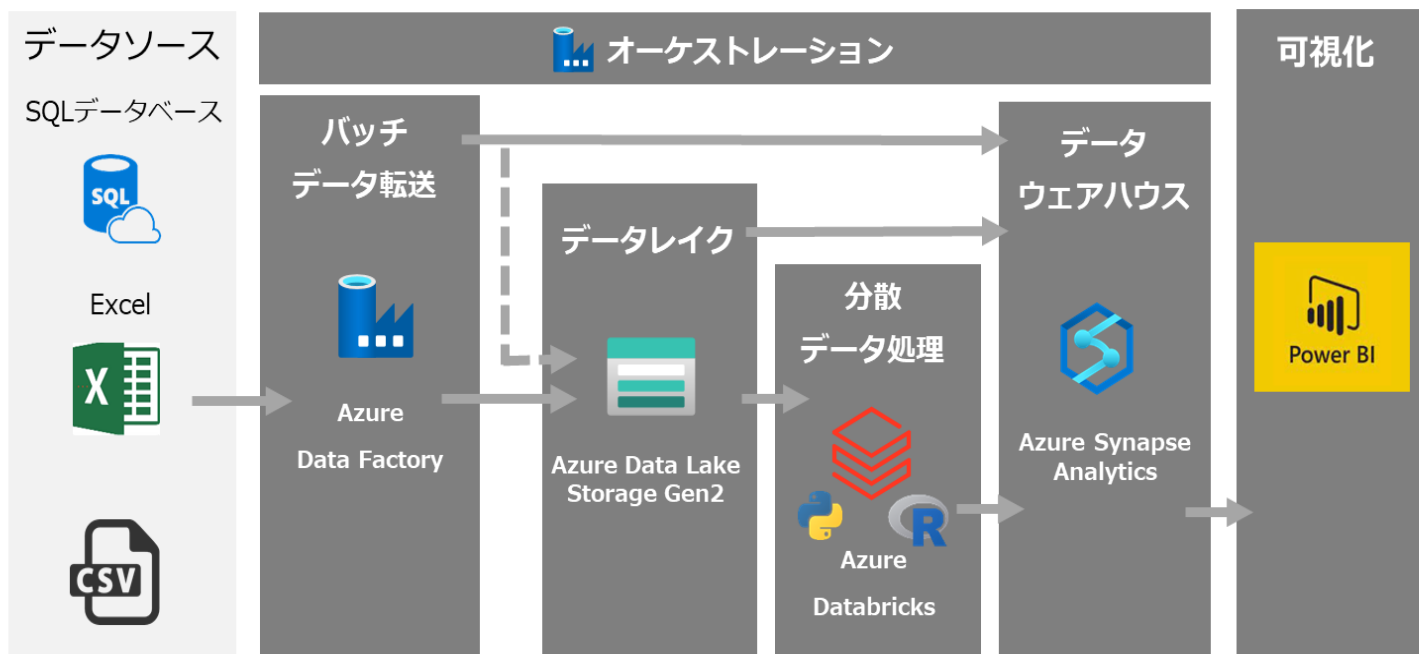 データソース
SQLデータベース
SQL
Excel
X
CSV
オーケストレーション
バッチ
データ転送
Azure
Data Factory
データレイク
Azure Data Lake
Storage Gen2
分散
データ処理
R
Azure
Databricks
データ
ウェアハウス
Azure Synapse
Analytics
可視化
Power BI